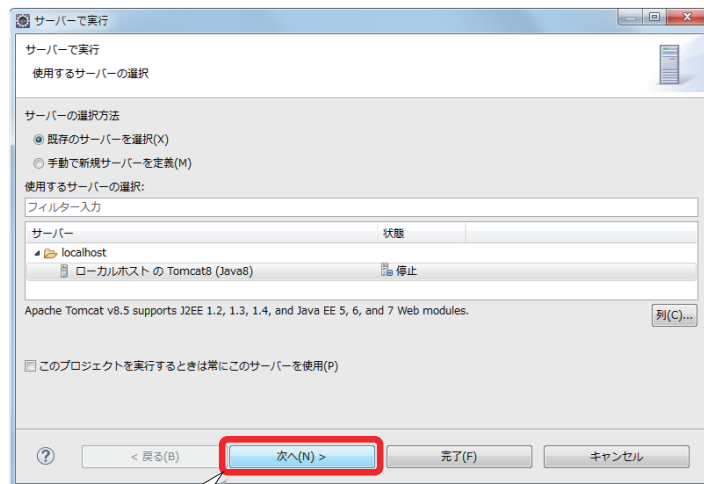 サーバーで実行
サーバーで実行
使用するサーバーの選択
サーバーの選択方法
既存のサーバーを選択(X)
手動で新規サーバーを定義(M)
使用するサーバーの選択:
フィルター入力
サーバー 状態
localhost
ローカルホスト の Tomcat8 (Java8) 停止
Apache Tomcat v8.5 supports J2EE 1.2, 1.3, 1.4, and Java EE 5, 6, and 7 Web modules.
列(C)...
このプロジェクトを実行するときは常にこのサーバーを使用(P)
? < 戻る(B) 次へ(N) > 完了(F) キャンセル